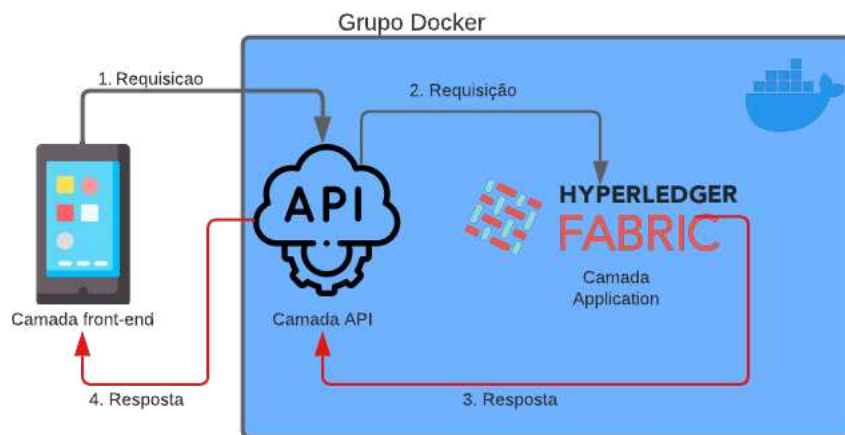 Grupo Docker
1. Requisicao
2. Requisição
API
HYPERLEDGER
FABRIC
Camada
Application
Camada front-end
Camada API
4. Resposta
3. Resposta